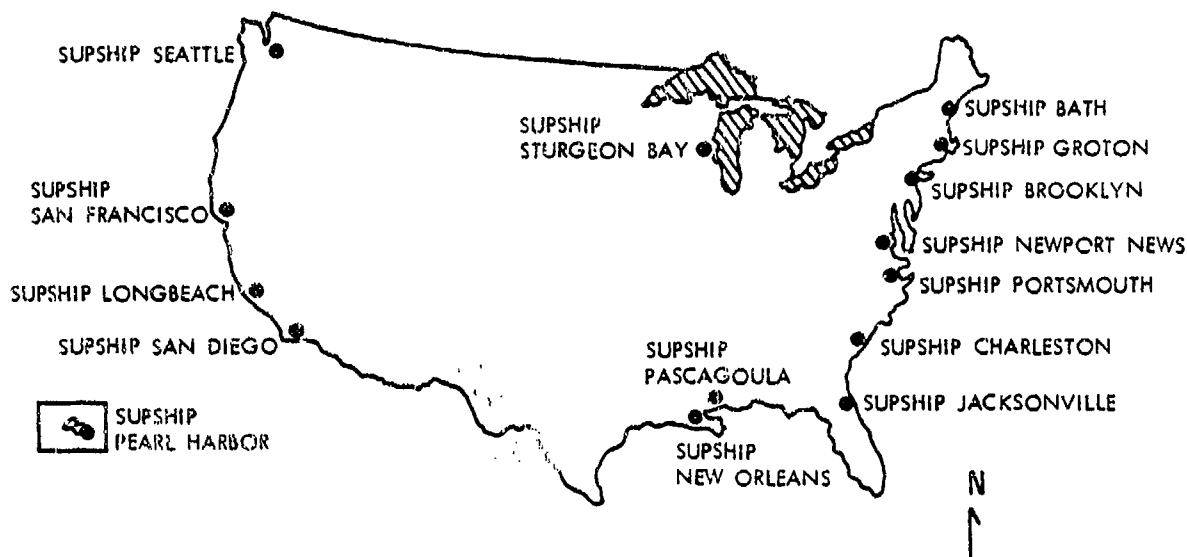 SUPSHIP SEATTLE
SUPSHIP
SAN FRANCISCO
SUPSHIP LONGBEACH
SUPSHIP SAN DIEGO
SUPSHIP
PEARL HARBOR
SUPSHIP
STURGEON BAY
SUPSHIP
PASCAGOULA
SUPSHIP
NEW ORLEANS
SUPSHIP BATH
SUPSHIP GROTON
SUPSHIP BROOKLYN
SUPSHIP NEWPORT NEWS
SUPSHIP PORTSMOUTH
SUPSHIP CHARLESTON
SUPSHIP JACKSONVILLE
N